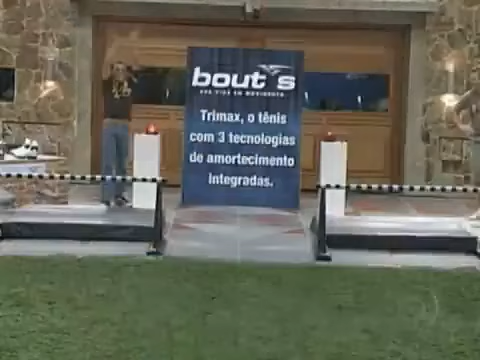 bout's
Trimax, o tênis
com 3 tecnologias
de amortecimento
integradas.